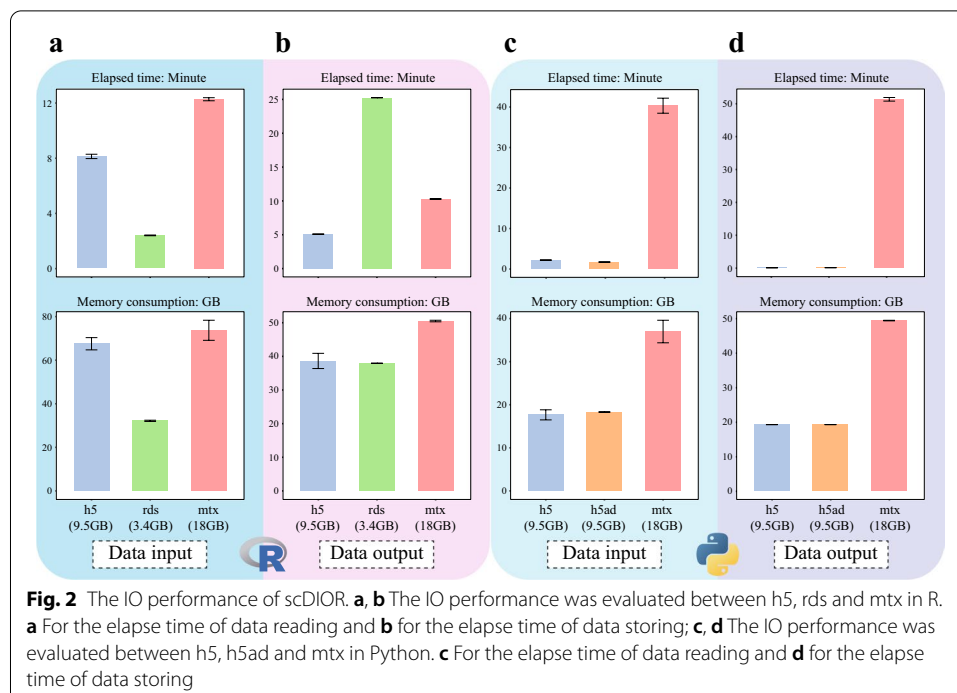 a
b
c
d
Elapsed time: Minute
12
8
4
0
Elapsed time: Minute
25
20
15
10
5
0
Elapsed time: Minute
40
30
20
10
0
Elapsed time: Minute
50
40
30
20
10
0
Memory consumption: GB
80
60
40
20
0
h5 rds mtx
(9.5GB) (3.4GB) (18GB)
Data input
R
Memory consumption: GB
50
40
30
20
10
0
h5 rds mtx
(9.5GB) (3.4GB) (18GB)
Data output
Memory consumption: GB
40
30
20
10
0
h5 h5ad mtx
(9.5GB) (9.5GB) (18GB)
Data input
Memory consumption: GB
50
40
30
20
10
0
h5 h5ad mtx
(9.5GB) (9.5GB) (18GB)
Data output
Fig. 2 The IO performance of scDIOR. a, b The IO performance was evaluated between h5, rds and mtx in R.
a For the elapse time of data reading and b for the elapse time of data storing; c, d The IO performance was
evaluated between h5, h5ad and mtx in Python. c For the elapse time of data reading and d for the elapse
time of data storing